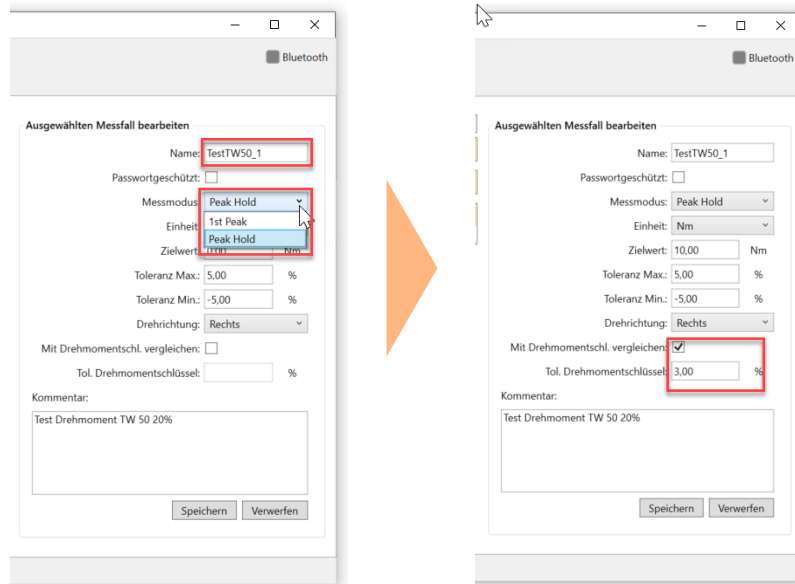 Bluetooth
Ausgewählten Messfall bearbeiten
Name: TestTW50_1
Passwortgeschützt:
Messmodus: Peak Hold
1st Peak
Peak Hold
Einheit:
Zielwert: 0,00 Nm
Toleranz Max.: 5,00 %
Toleranz Min.: -5,00 %
Drehrichtung: Rechts
Mit Drehmomentschl. vergleichen:
Tol. Drehmomentschlüssel: %
Kommentar:
Test Drehmoment TW 50 20%
Speichern Verwerfen
Bluetooth
Ausgewählten Messfall bearbeiten
Name: TestTW50_1
Passwortgeschützt:
Messmodus: Peak Hold
Einheit: Nm
Zielwert: 10,00 Nm
Toleranz Max.: 5,00 %
Toleranz Min.: -5,00 %
Drehrichtung: Rechts
Mit Drehmomentschl. vergleichen:
Tol. Drehmomentschlüssel: 3,00 %
Kommentar:
Test Drehmoment TW 50 20%
Speichern Verwerfen